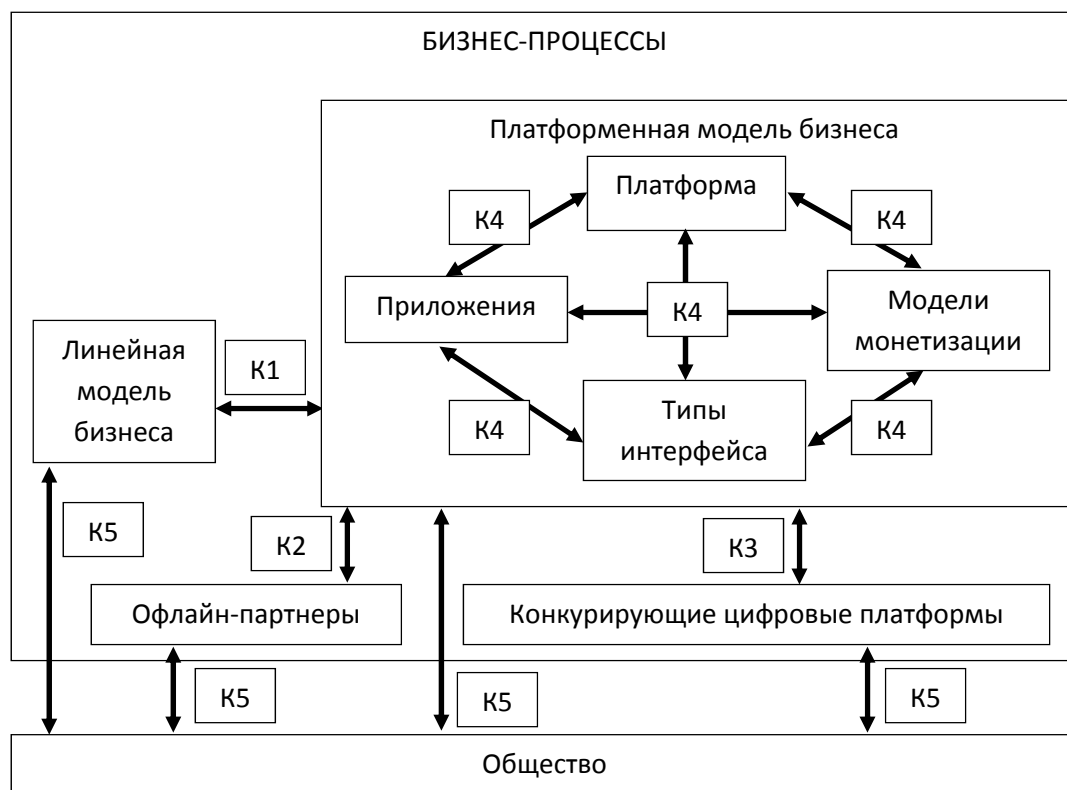 БИЗНЕС-ПРОЦЕССЫ
Платформенная модель бизнеса
Платформа
К4
К4
Приложения
К4
Модели
монетизации
Линейная
модель
бизнеса
К1
К4
Типы
интерфейса
К4
К5
К2
К3
Офлайн-партнеры
Конкурирующие цифровые платформы
К5
К5
К5
Общество